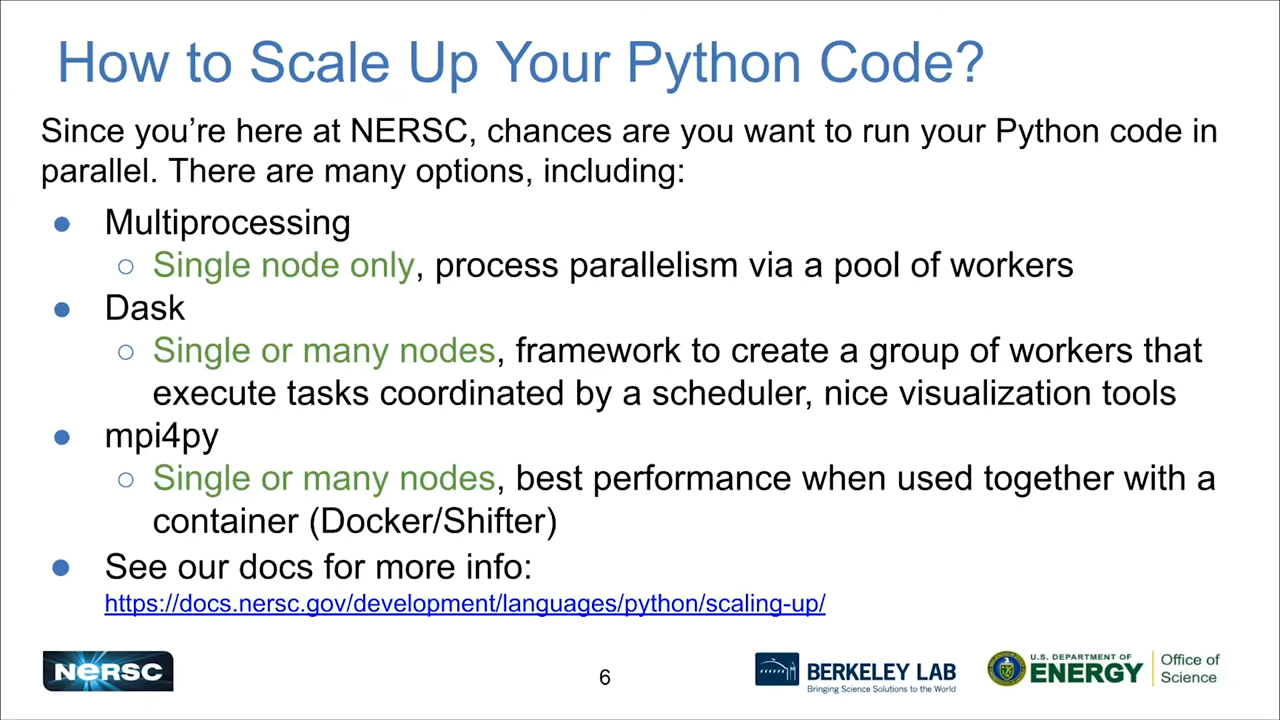 How to Scale Up Your Python Code?
Since you're here at NERSC, chances are you want to run your Python code in
parallel. There are many options, including:
● Multiprocessing
○ Single node only, process parallelism via a pool of workers
● Dask
○ Single or many nodes, framework to create a group of workers that
execute tasks coordinated by a scheduler, nice visualization tools
● mpi4py
○ Single or many nodes, best performance when used together with a
container (Docker/Shifter)
● See our docs for more info:
https://docs.nersc.gov/development/languages/python/scaling-up/
NERSC
6
BERKELEY LAB
Bringing Science Solutions to the World
U.S. DEPARTMENT OF
ENERGY
Office of
Science